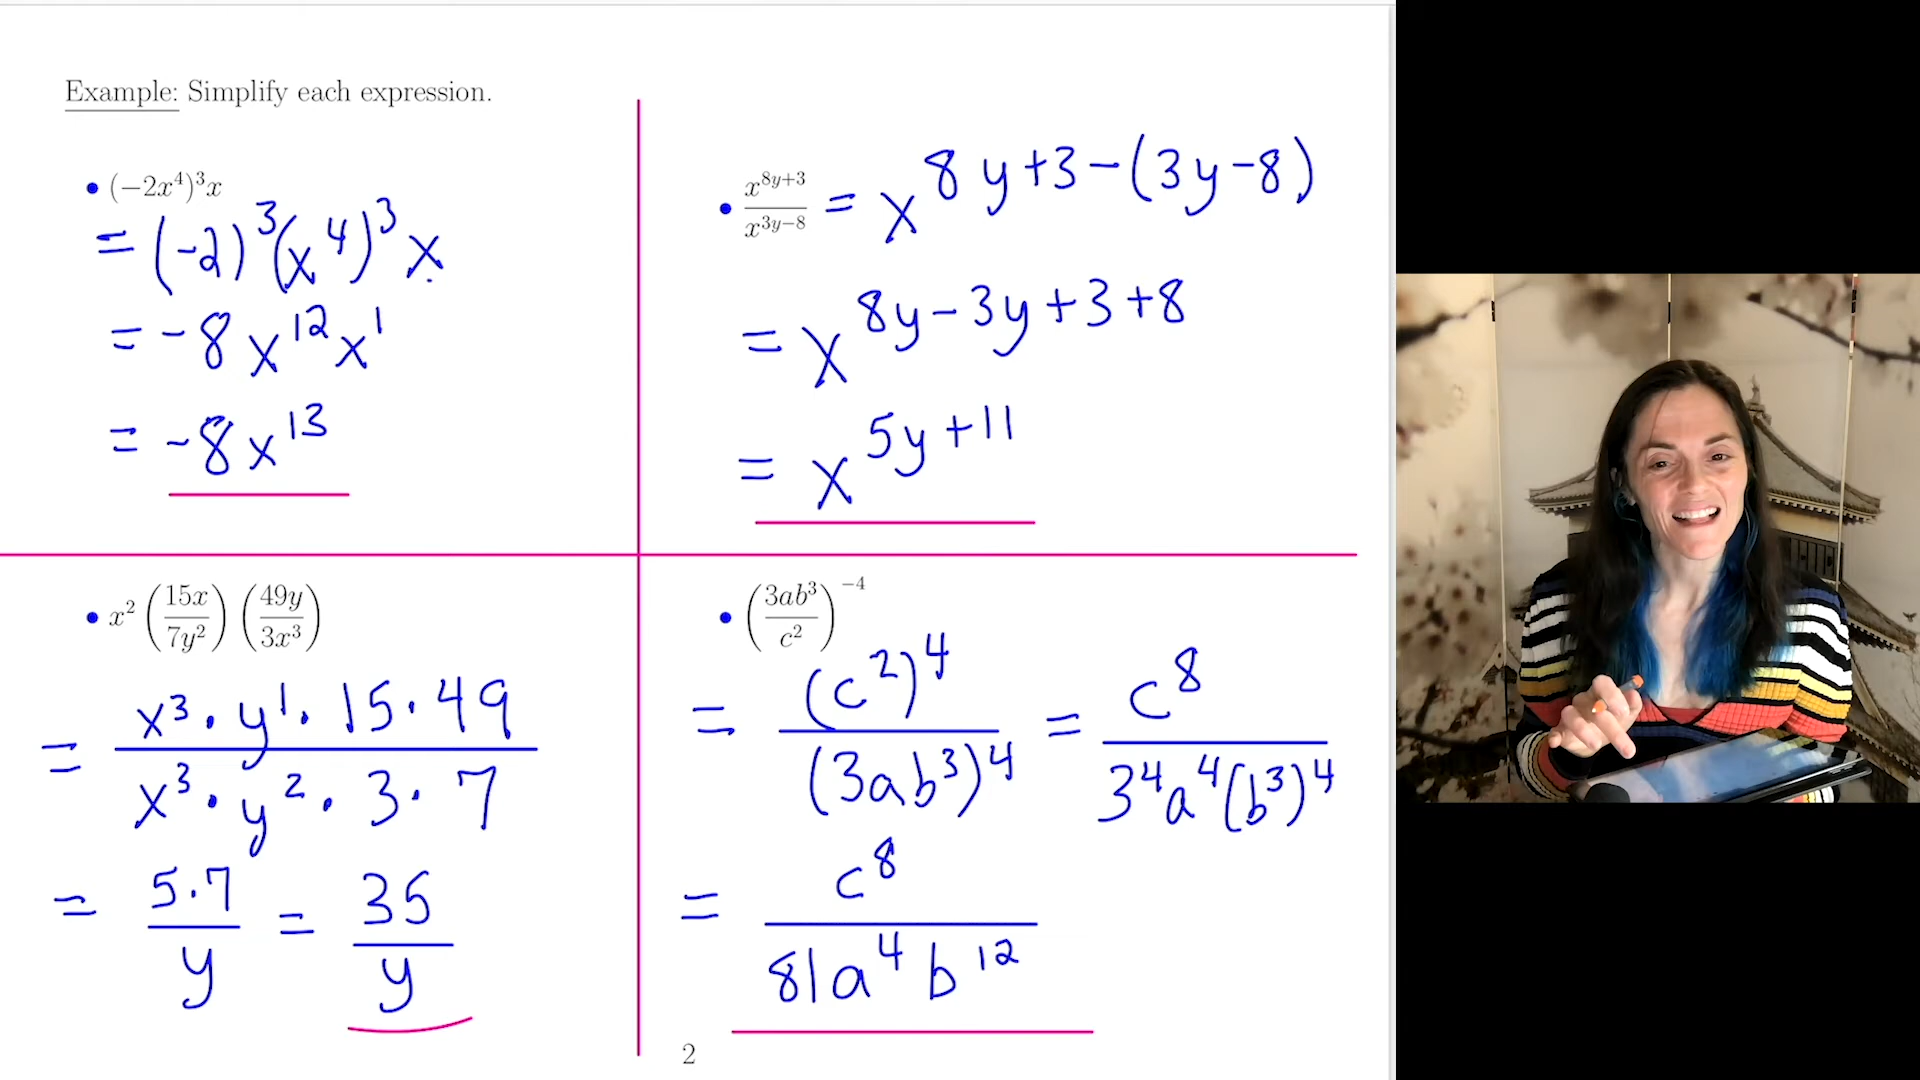 Example: Simplify each expression.
• (−2x⁴)³x
= (-2)³(x⁴)³x
= -8x¹²x¹
= -8x¹³
• x^{8y+3}/x^{3y−8} = x^{8y+3-(3y-8)}
= x^{8y-3y+3+8}
= x^{5y+11}
• x² (15x/7y²) (49y/3x³)
= (x³·y¹·15·49)/(x³·y²·3·7)
= 5·7/y = 35/y
• (3ab³/c²)⁻⁴
= (c²)⁴/(3ab³)⁴ = c⁸/(3⁴a⁴(b³)⁴)
= c⁸/(81a⁴b¹²)
2